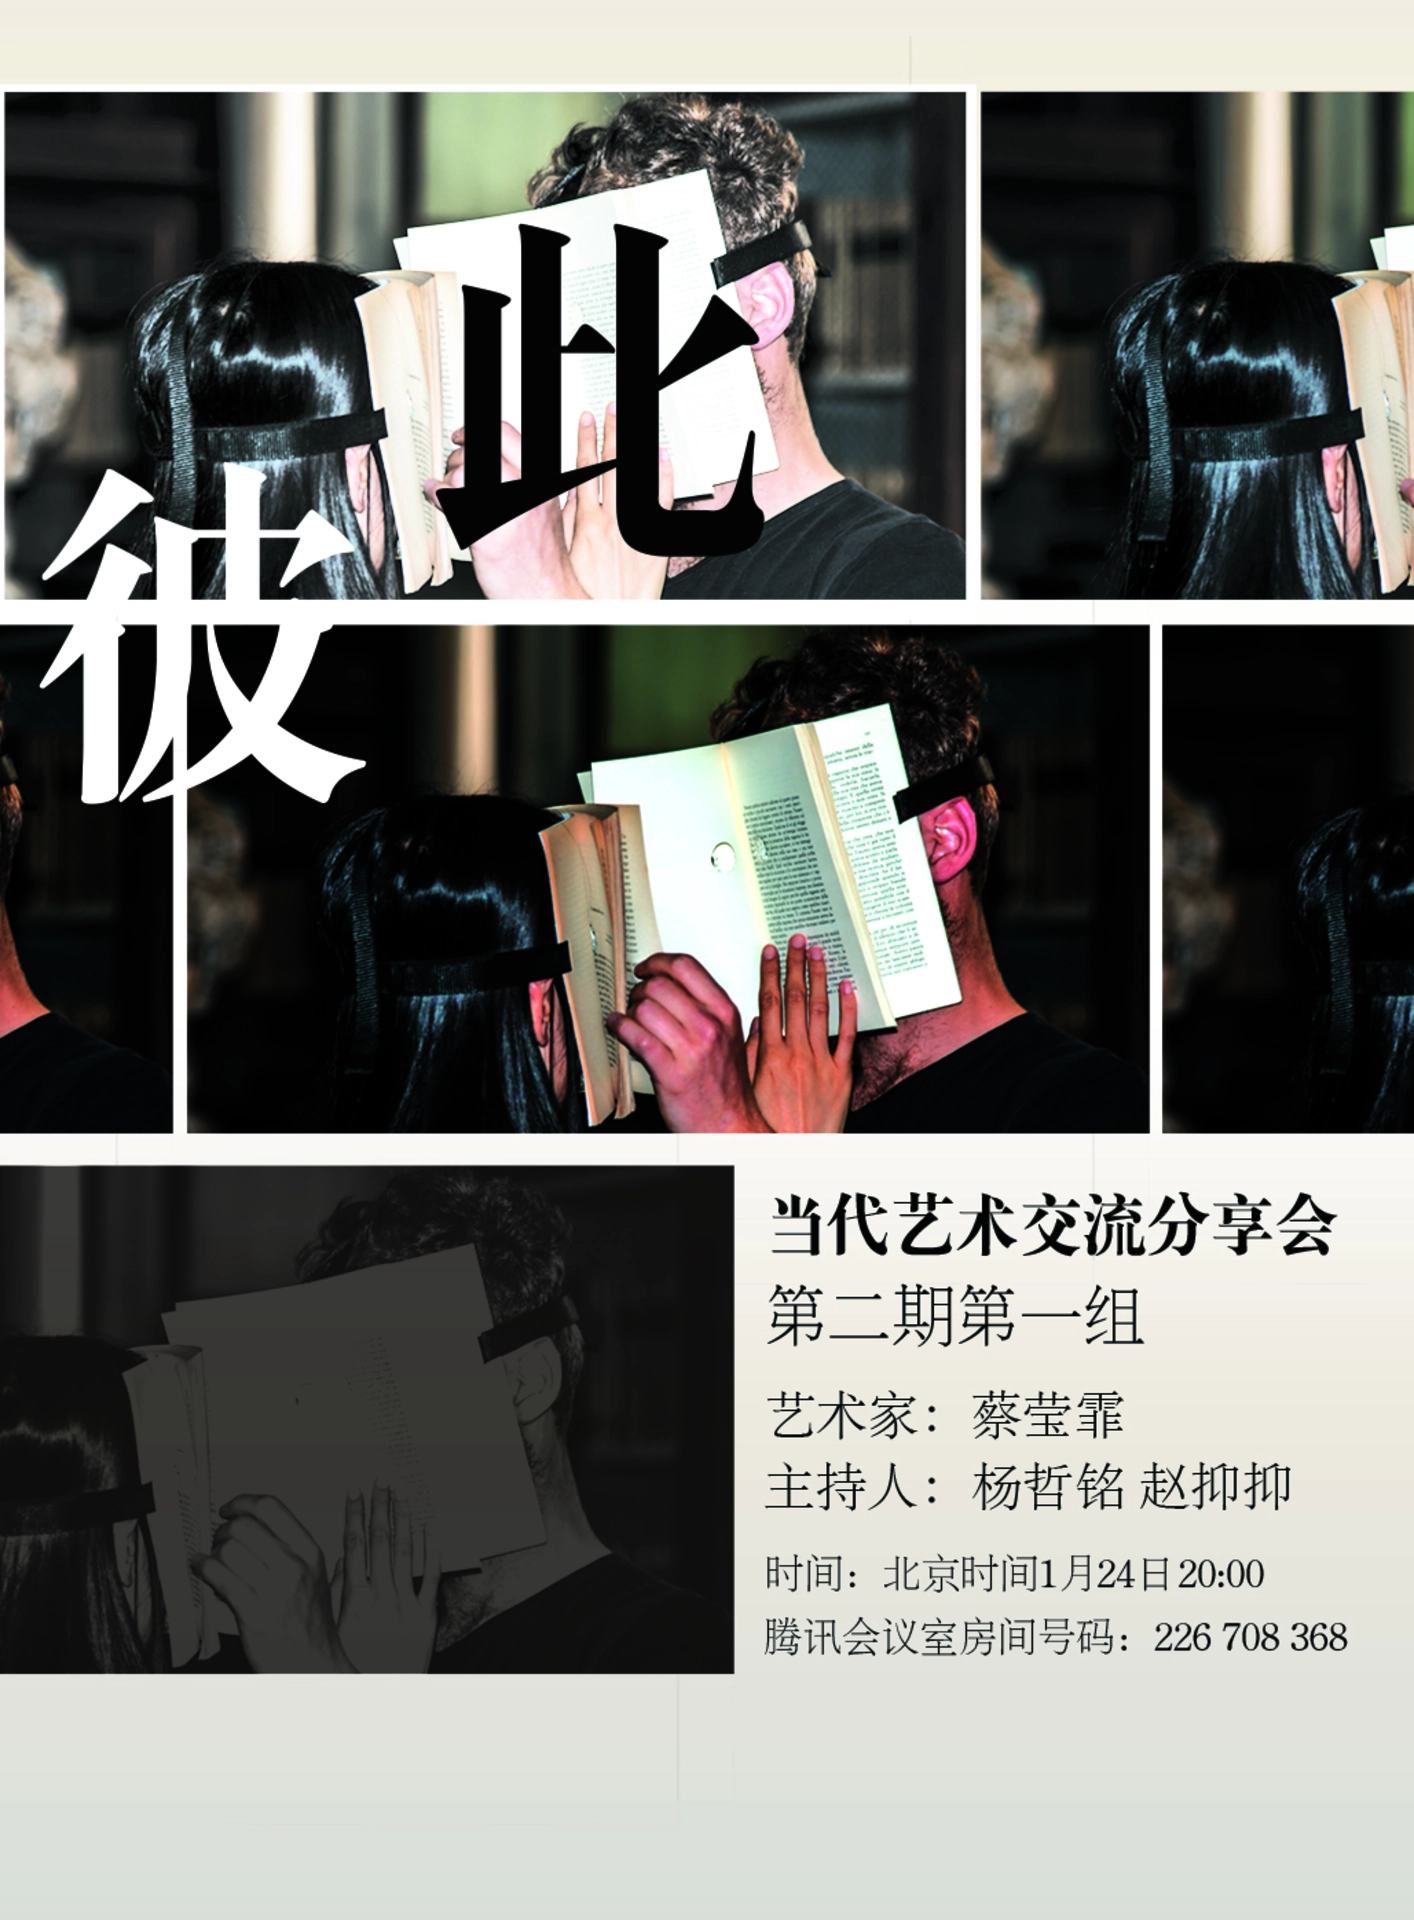 彼此
当代艺术交流分享会
第二期第一组
艺术家：蔡莹霏
主持人：杨哲铭 赵抑抑
时间：北京时间1月24日20:00
腾讯会议室房间号码：226 708 368